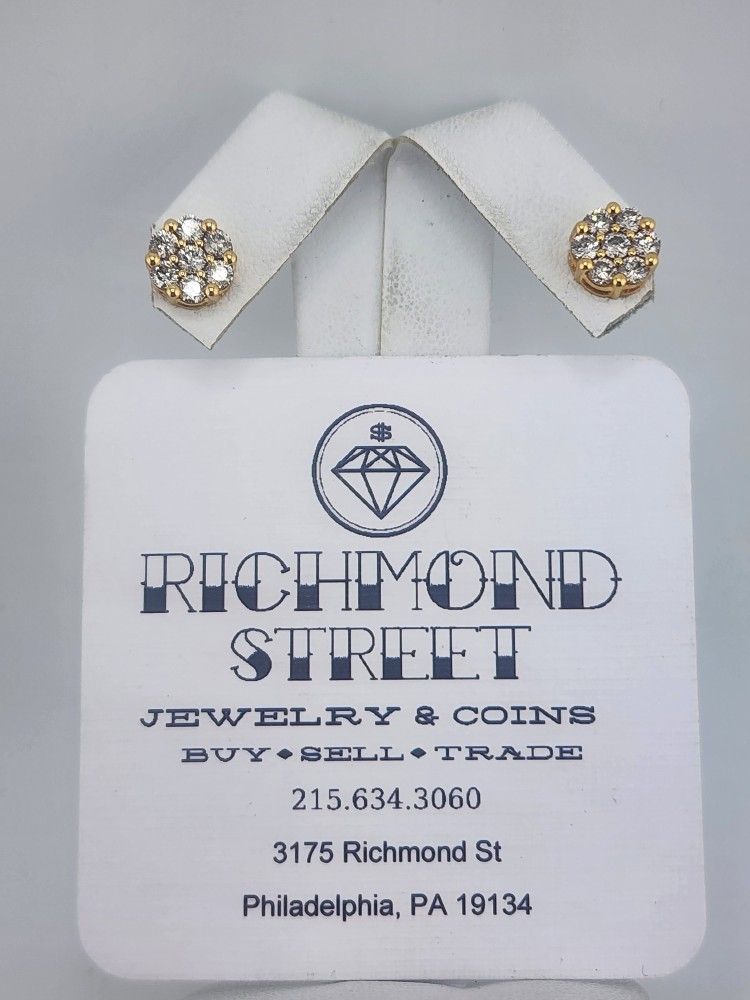 $
RICHMOND
STREET
JEWELRY & COINS
BUY◆SELL◆TRADE
215.634.3060
3175 Richmond St
Philadelphia, PA 19134